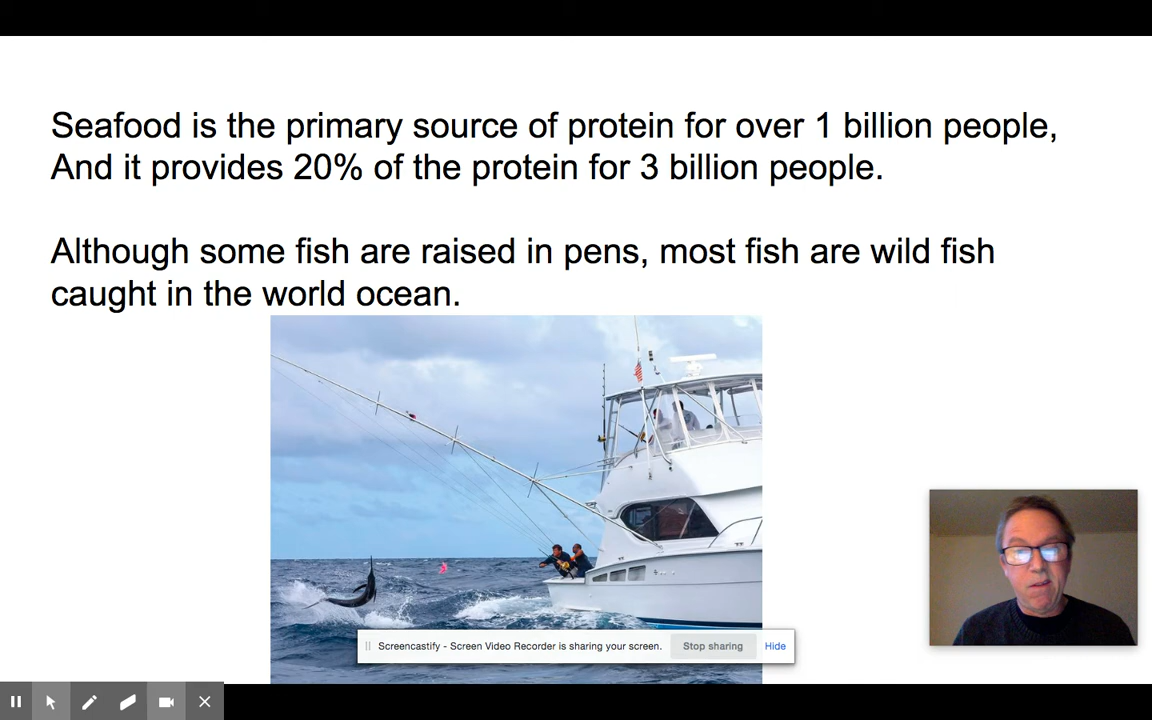 Seafood is the primary source of protein for over 1 billion people,
And it provides 20% of the protein for 3 billion people.
Although some fish are raised in pens, most fish are wild fish
caught in the world ocean.
Screencastify - Screen Video Recorder is sharing your screen. Stop sharing Hide